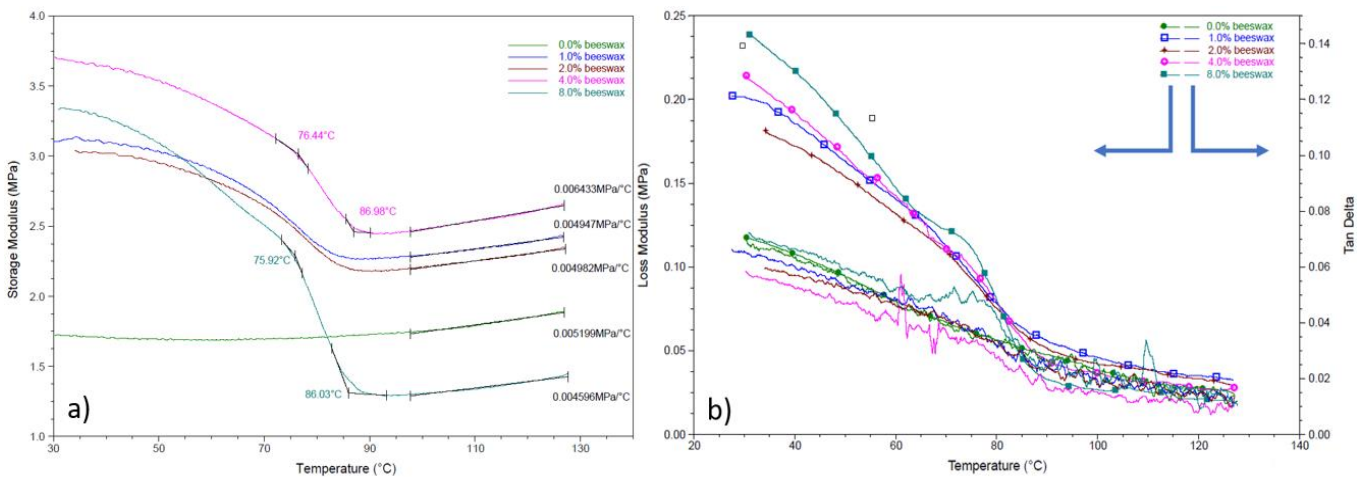 4.0
3.5
3.0
2.5
2.0
1.5
1.0
Storage Modulus (MPa)
0.0% beeswax
1.0% beeswax
2.0% beeswax
4.0% beeswax
8.0% beeswax
76.44°C
86.98°C
75.92°C
86.03°C
0.006433MPa/°C
0.004947MPa/°C
0.004982MPa/°C
0.005199MPa/°C
0.004596MPa/°C
a)
30
50
70
90
110
130
Temperature (°C)
0.25
0.20
0.15
0.10
0.05
0.00
Loss Modulus (MPa)
0.0% beeswax
1.0% beeswax
2.0% beeswax
4.0% beeswax
8.0% beeswax
b)
20
40
60
80
100
120
140
Temperature (°C)
0.14
0.12
0.10
0.08
0.06
0.04
0.02
0.00
Tan Delta